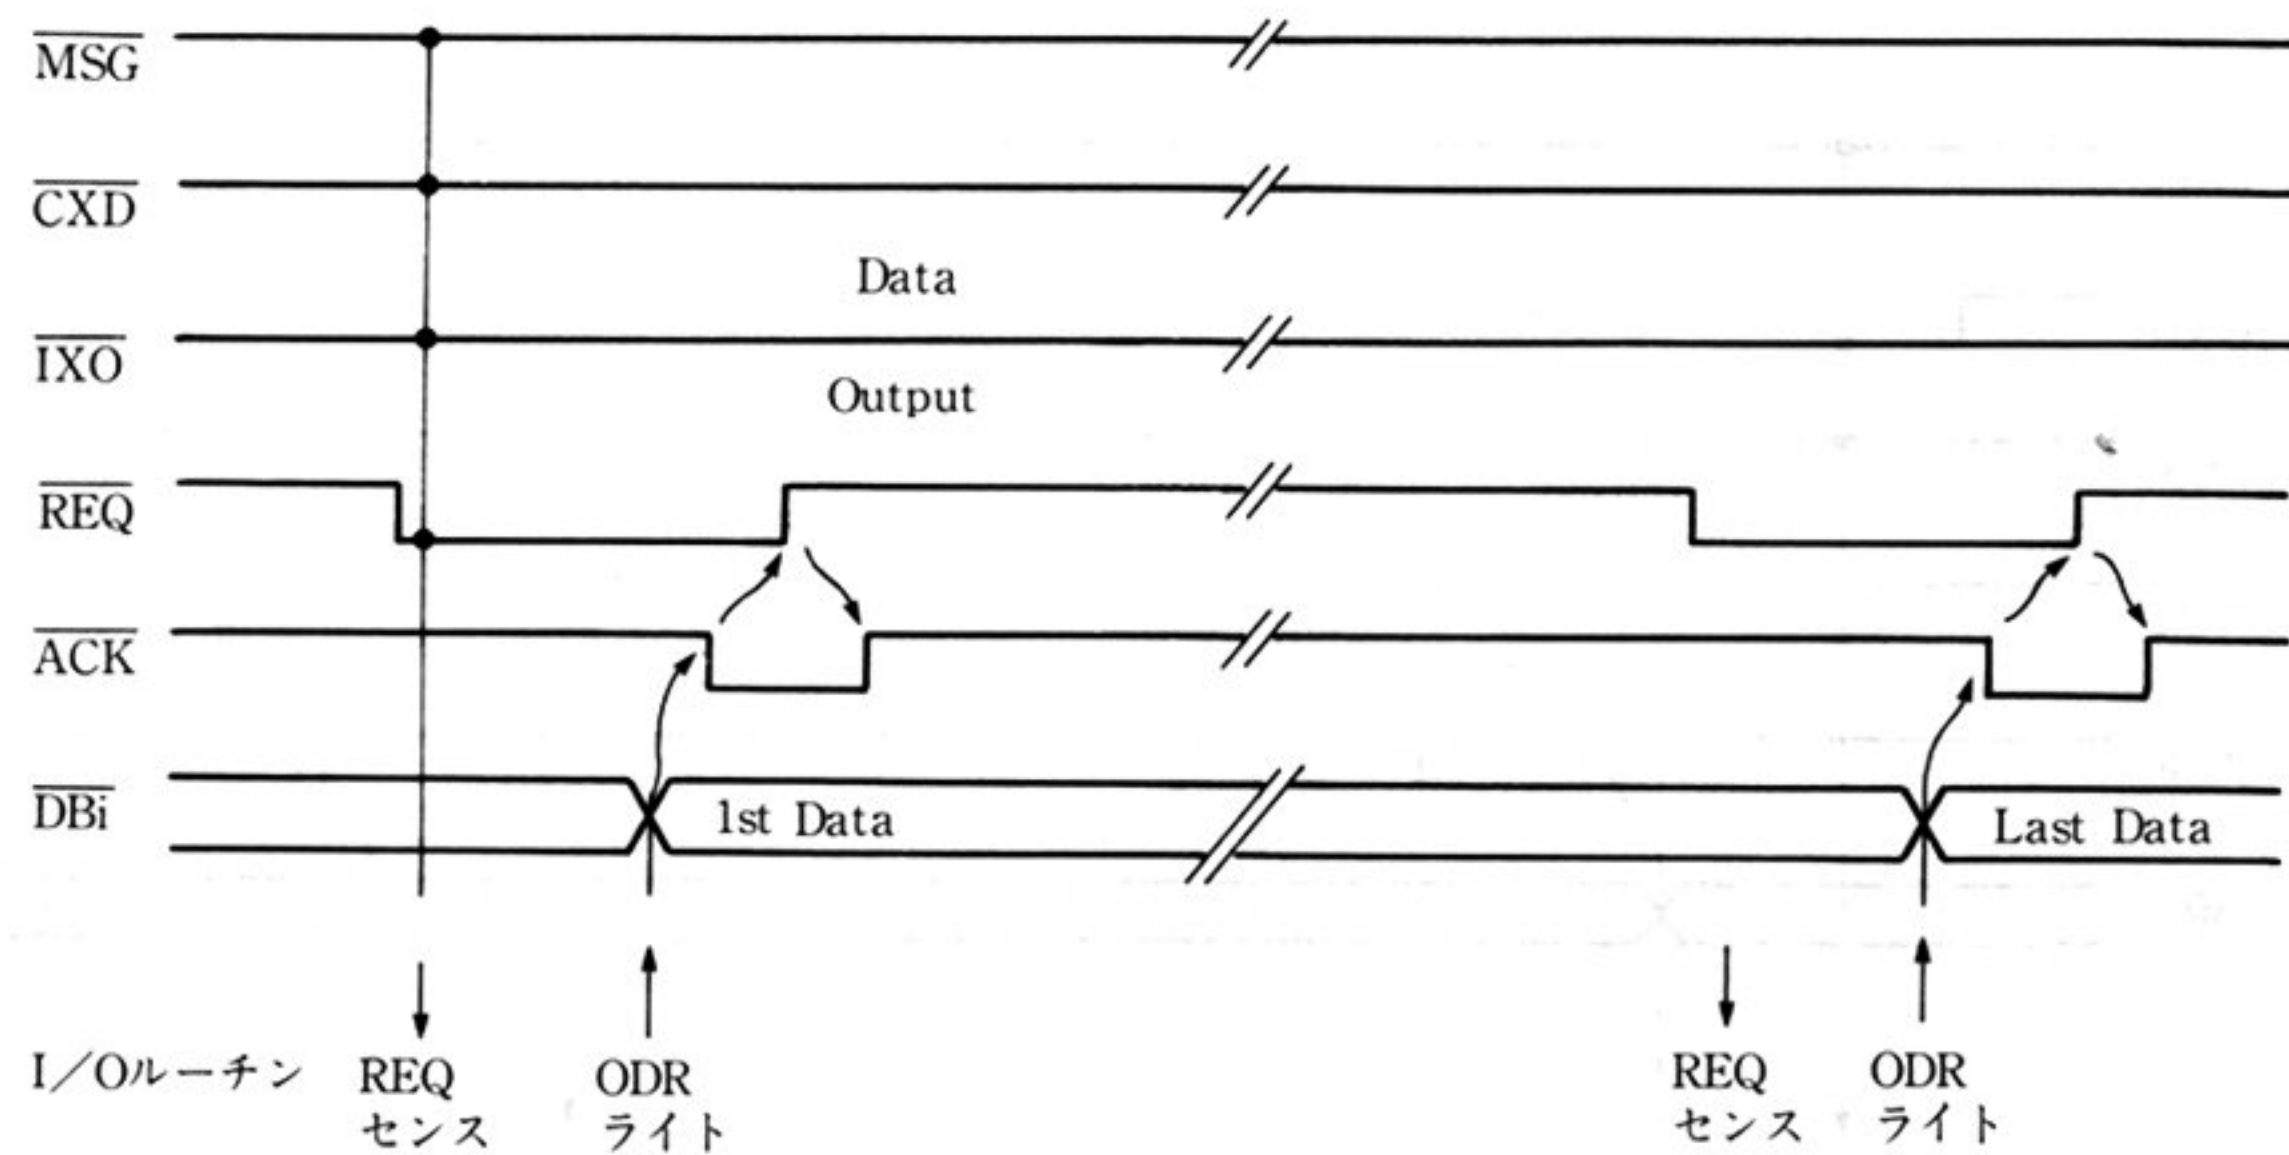 MSG
CXD
Data
IXO
Output
REQ
ACK
DBi
1st Data
Last Data
I/Oルーチン
REQ
センス
ODR
ライト
REQ
センス
ODR
ライト